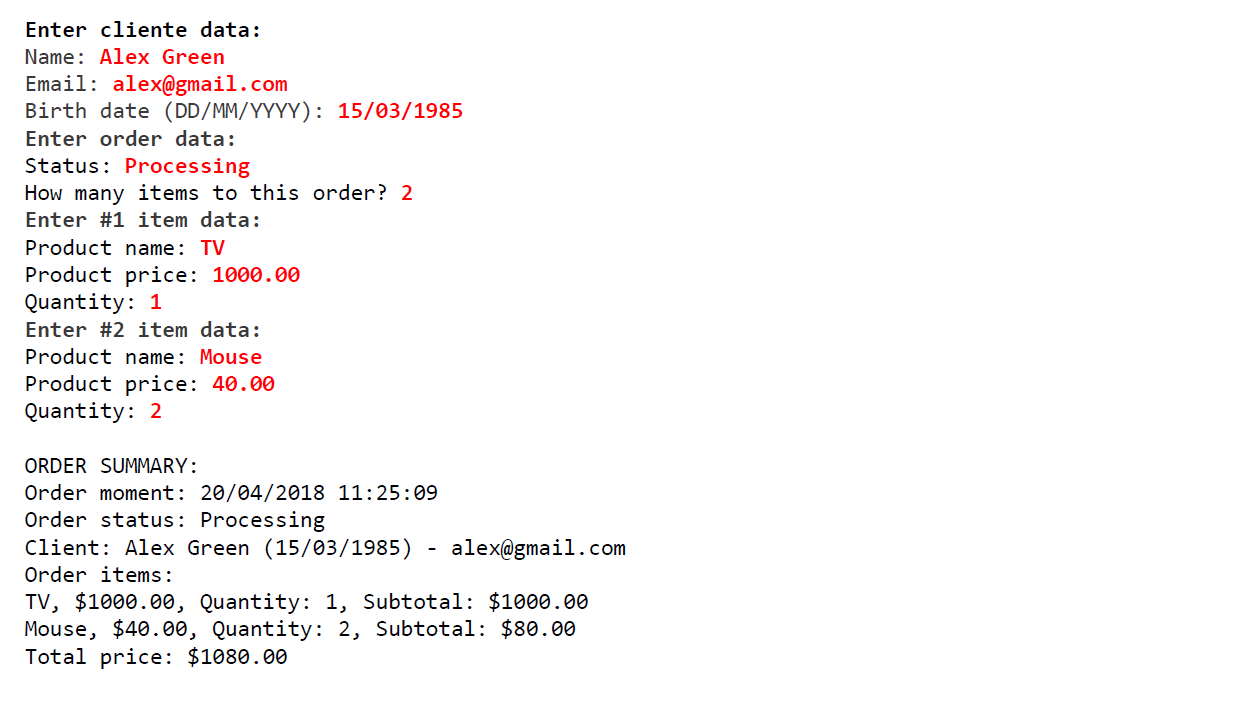 Enter cliente data:
Name: Alex Green
Email: alex@gmail.com
Birth date (DD/MM/YYYY): 15/03/1985
Enter order data:
Status: Processing
How many items to this order? 2
Enter #1 item data:
Product name: TV
Product price: 1000.00
Quantity: 1
Enter #2 item data:
Product name: Mouse
Product price: 40.00
Quantity: 2

ORDER SUMMARY:
Order moment: 20/04/2018 11:25:09
Order status: Processing
Client: Alex Green (15/03/1985) - alex@gmail.com
Order items:
TV, $1000.00, Quantity: 1, Subtotal: $1000.00
Mouse, $40.00, Quantity: 2, Subtotal: $80.00
Total price: $1080.00